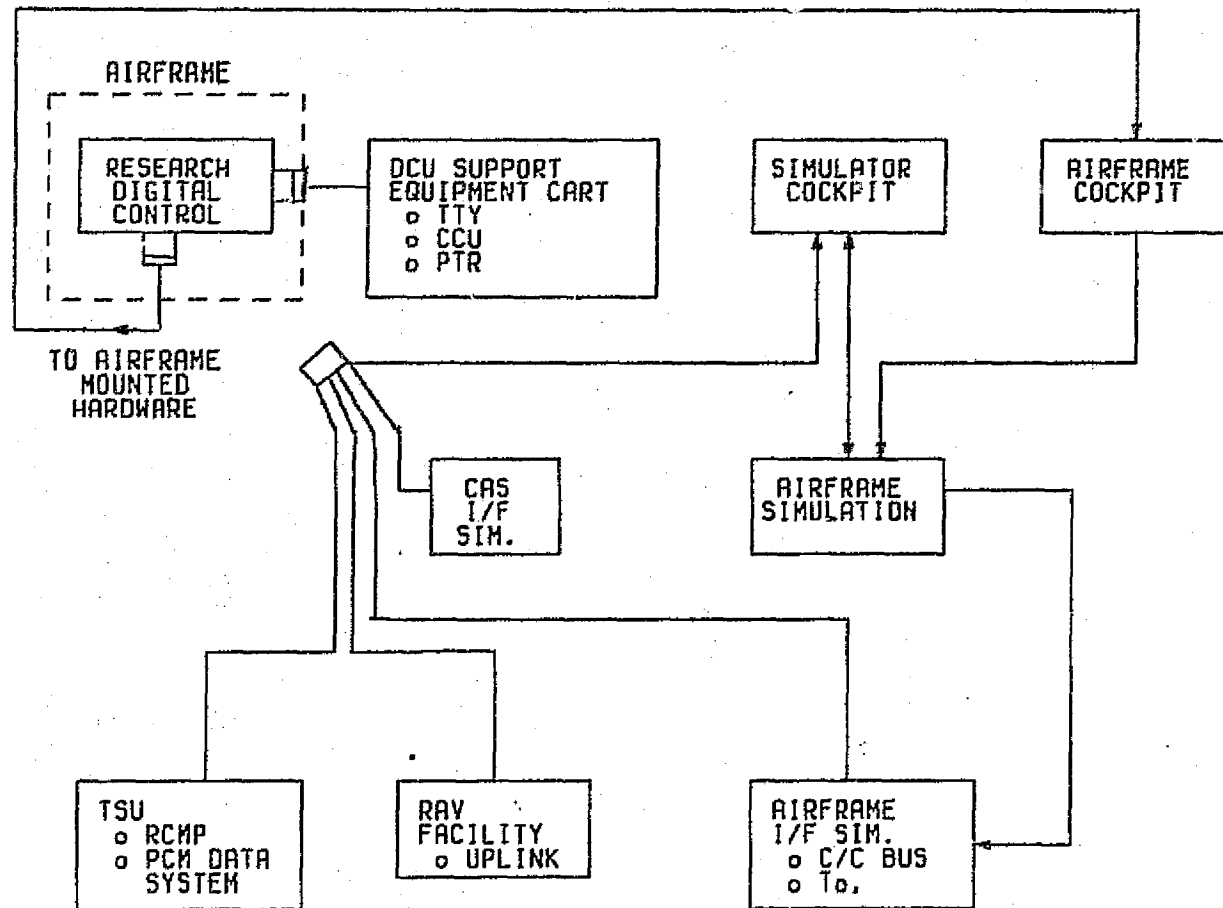 AIRFRAME
RESEARCH
DIGITAL
CONTROL
DCU SUPPORT
EQUIPMENT CART
o TTY
o CCU
o PTR
SIMULATOR
COCKPIT
AIRFRAME
COCKPIT
TO AIRFRAME
MOUNTED
HARDWARE
CAS
I/F
SIM.
AIRFRAME
SIMULATION
TSU
o RCMP
o PCM DATA
SYSTEM
RAV
FACILITY
o UPLINK
AIRFRAME
I/F SIM.
o C/C BUS
o To.